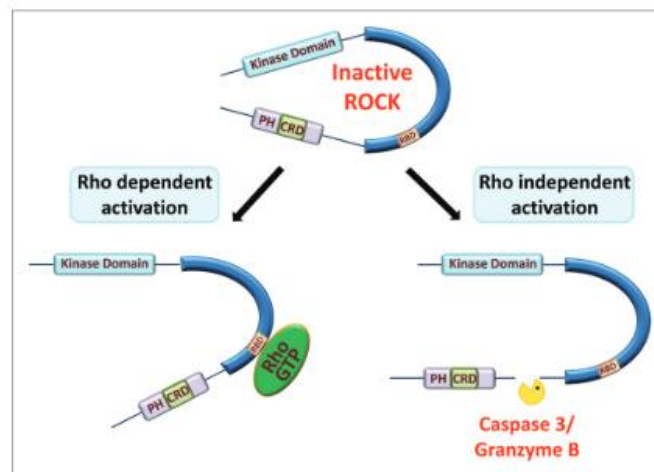 Kinase Domain
Inactive
ROCK
PH CRD
RBD
Rho dependent
activation
Rho independent
activation
Kinase Domain
RBD
Rho
GTP
PH CRD
Kinase Domain
RBD
PH CRD
Caspase 3/
Granzyme B